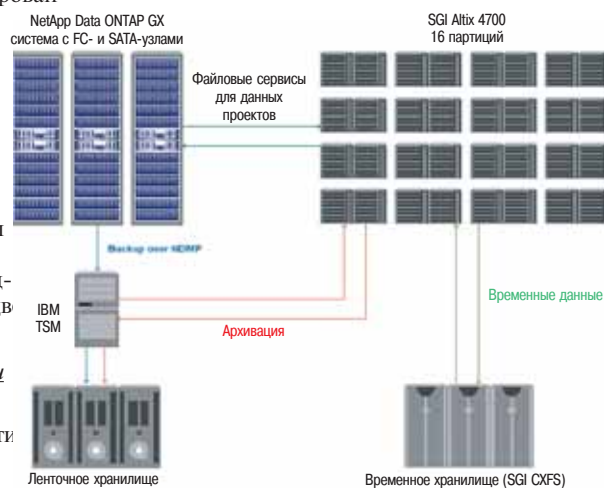 рован
NetApp Data ONTAP GX
система с FC- и SATA-узлами
SGI Altix 4700
16 партиций
Файловые сервисы
для данных
проектов
Backup over NDMP
IBM
TSM
Архивация
Временные данные
Ленточное хранилище
Временное хранилище (SGI CXFS)